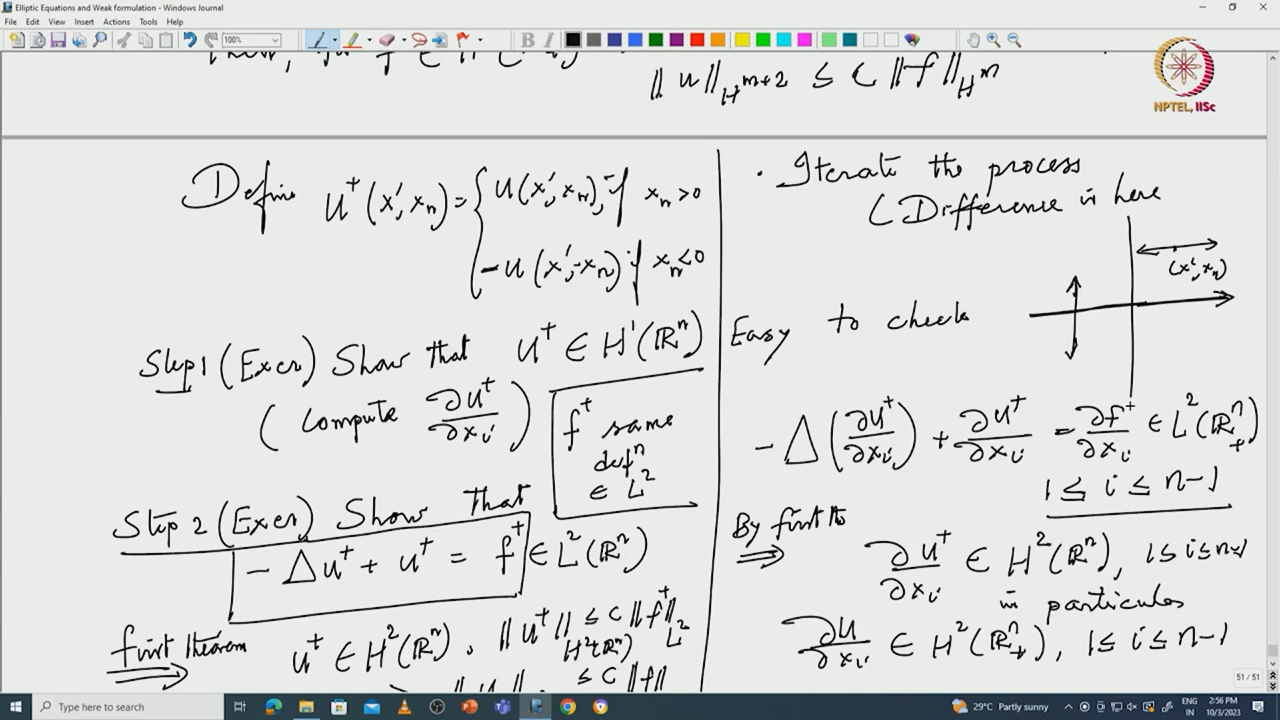 Elliptic Equations and Weak formulation - Windows Journal
File Edit View Insert Actions Tools Help
100%
B I
NPTEL, IISc
‖u‖_{H^{m+2}} ≤ C ‖f‖_{H^m}
Define u⁺(x', xₙ) = { u(x', xₙ), if xₙ > 0
-u(x', -xₙ) if xₙ < 0
Step 1 (Exer) Show that u⁺ ∈ H¹(ℝⁿ)
(Compute ∂u⁺/∂xᵢ)
f⁺ same
defⁿ
∈ L²
Step 2 (Exer) Show that
-Δu⁺ + u⁺ = f⁺ ∈ L²(ℝⁿ)
first theorem u⁺ ∈ H²(ℝⁿ), ‖u⁺‖_{H²(ℝⁿ)} ≤ C ‖f⁺‖_{L²}
≤ C ‖f‖
· Iterate the process
(Difference is here
(x', xₙ)
Easy to check
-Δ(∂u⁺/∂xᵢ) + ∂u⁺/∂xᵢ = ∂f⁺/∂xᵢ ∈ L²(ℝⁿ₊)
1 ≤ i ≤ n-1
By first th
⟹ ∂u⁺/∂xᵢ ∈ H²(ℝⁿ), 1 ≤ i ≤ n-1
in particular
∂u/∂xᵢ ∈ H²(ℝⁿ₊), 1 ≤ i ≤ n-1
51 / 51
Type here to search
29°C Partly sunny
ENG
IN
2:56 PM
10/3/2023